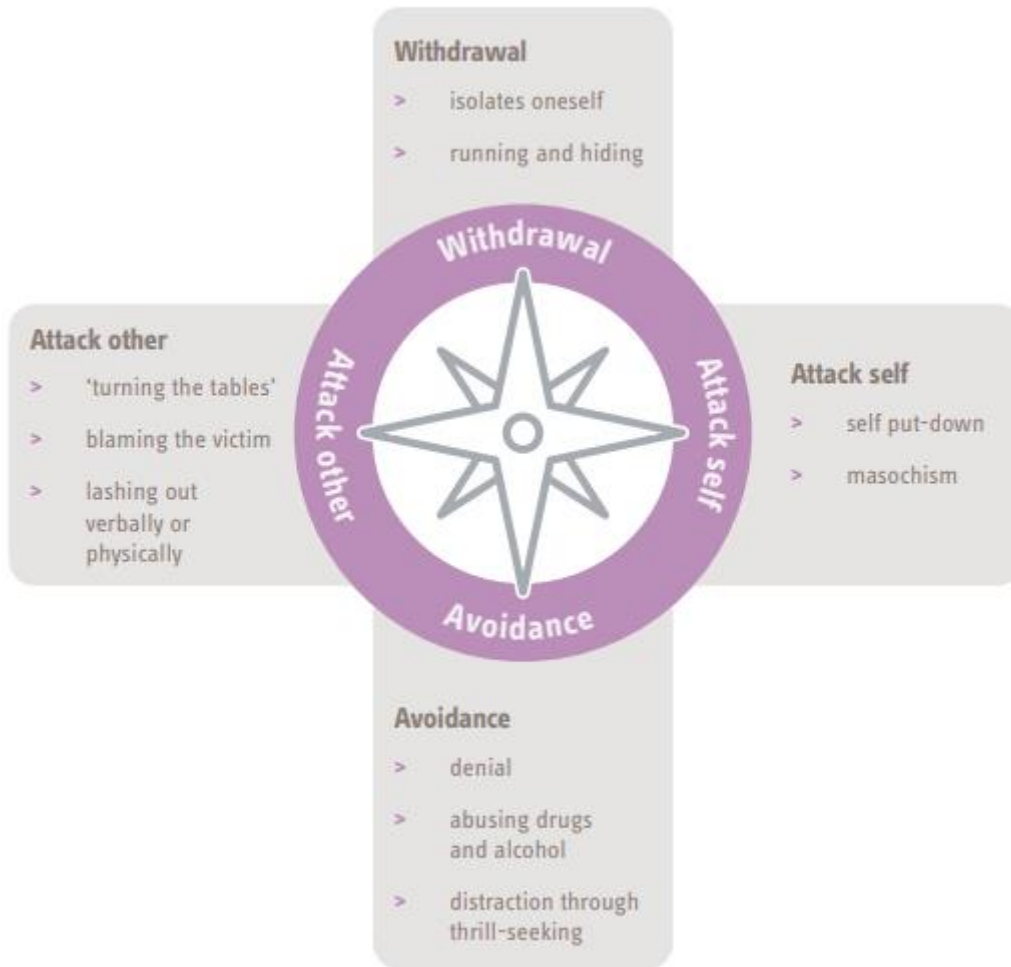 Withdrawal
> isolates oneself
> running and hiding
Withdrawal
Attack other
> ‘turning the tables’
> blaming the victim
> lashing out
verbally or
physically
Attack other
Attack self
Attack self
> self put-down
> masochism
Avoidance
Avoidance
> denial
> abusing drugs
and alcohol
> distraction through
thrill-seeking